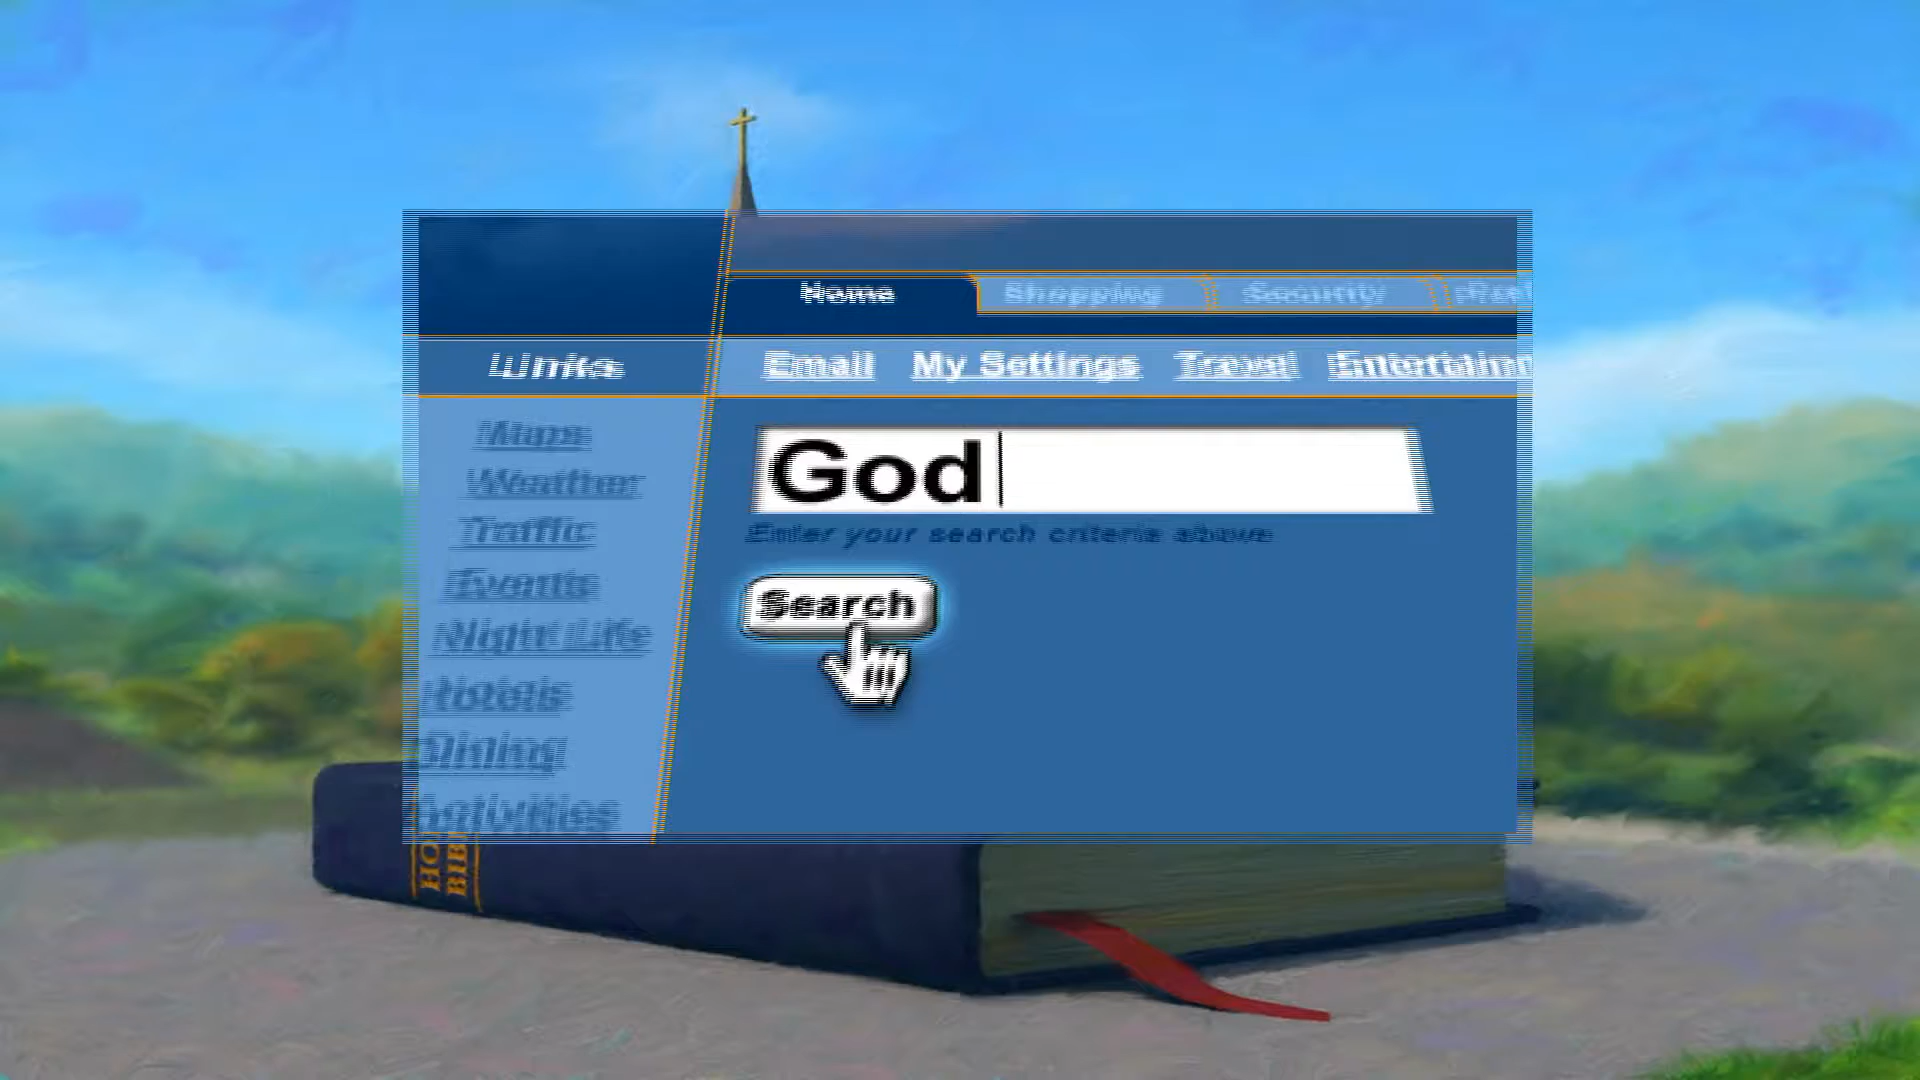 Home Shopping Security
Links
Email My Settings Travel
Maps
Weather
Traffic
Events
Night Life
Hotels
Dining
Activities
God
Enter your search criteria above
Search